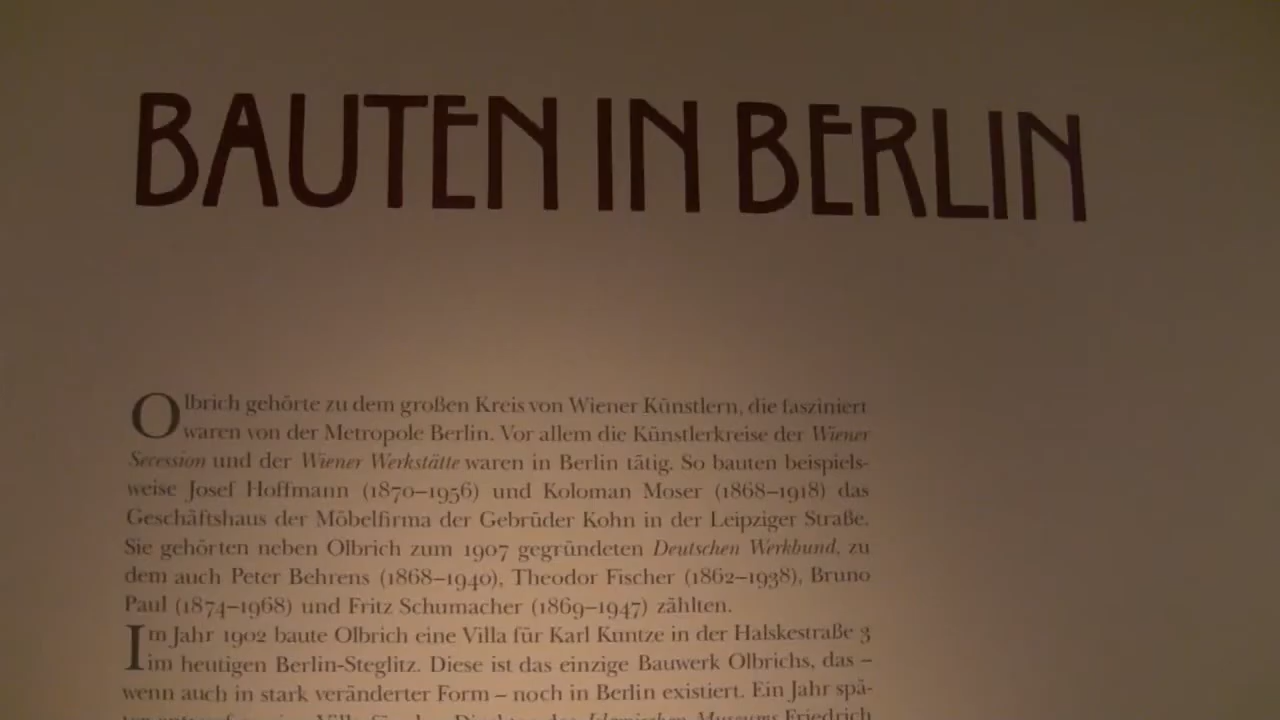 BAUTEN IN BERLIN
Olbrich gehörte zu dem großen Kreis von Wiener Künstlern, die fasziniert
waren von der Metropole Berlin. Vor allem die Künstlerkreise der Wiener
Secession und der Wiener Werkstätte waren in Berlin tätig. So bauten beispiels-
weise Josef Hoffmann (1870–1956) und Koloman Moser (1868–1918) das
Geschäftshaus der Möbelfirma der Gebrüder Kohn in der Leipziger Straße.
Sie gehörten neben Olbrich zum 1907 gegründeten Deutschen Werkbund, zu
dem auch Peter Behrens (1868–1940), Theodor Fischer (1862–1938), Bruno
Paul (1874–1968) und Fritz Schumacher (1869–1947) zählten.
Im Jahr 1902 baute Olbrich eine Villa für Karl Kuntze in der Halskestraße 3
im heutigen Berlin-Steglitz. Diese ist das einzige Bauwerk Olbrichs, das –
wenn auch in stark veränderter Form – noch in Berlin existiert. Ein Jahr spä-
Islamischen Museums Friedrich